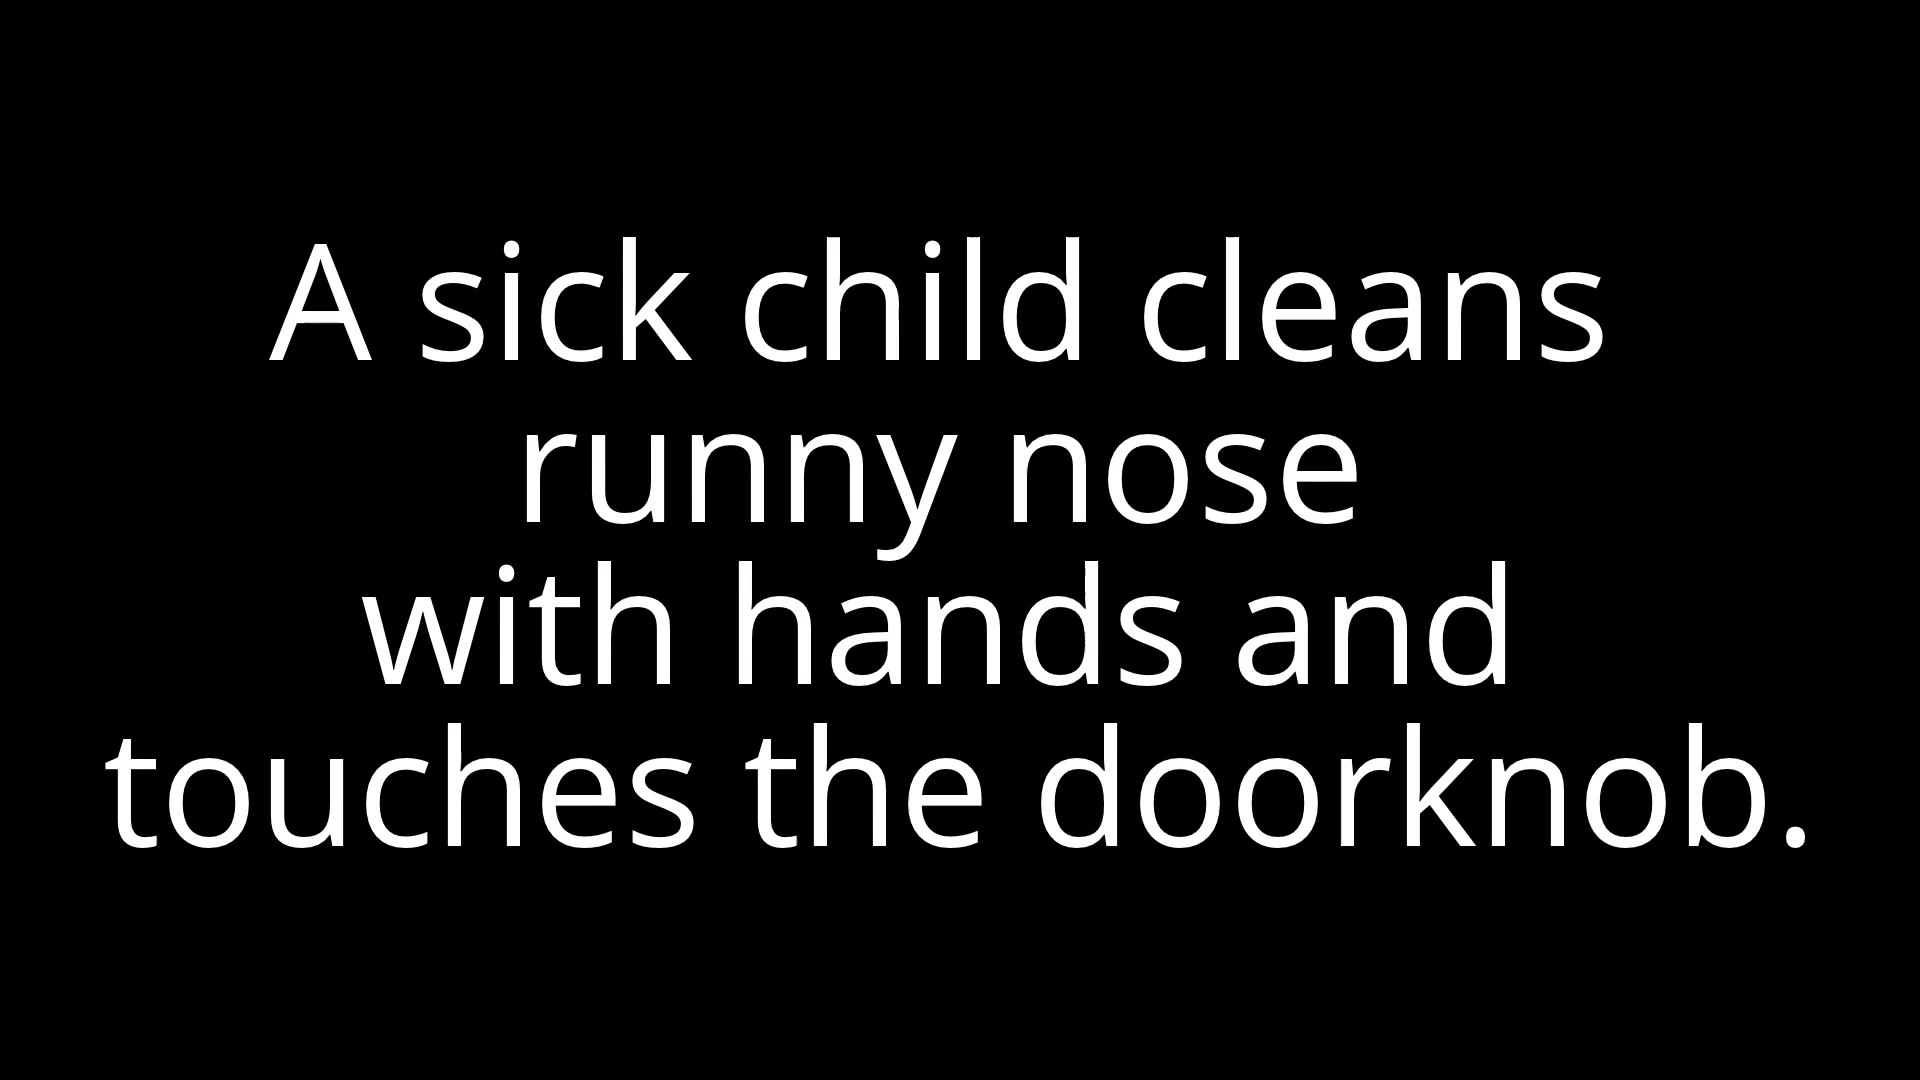 A sick child cleans
runny nose
with hands and
touches the doorknob.